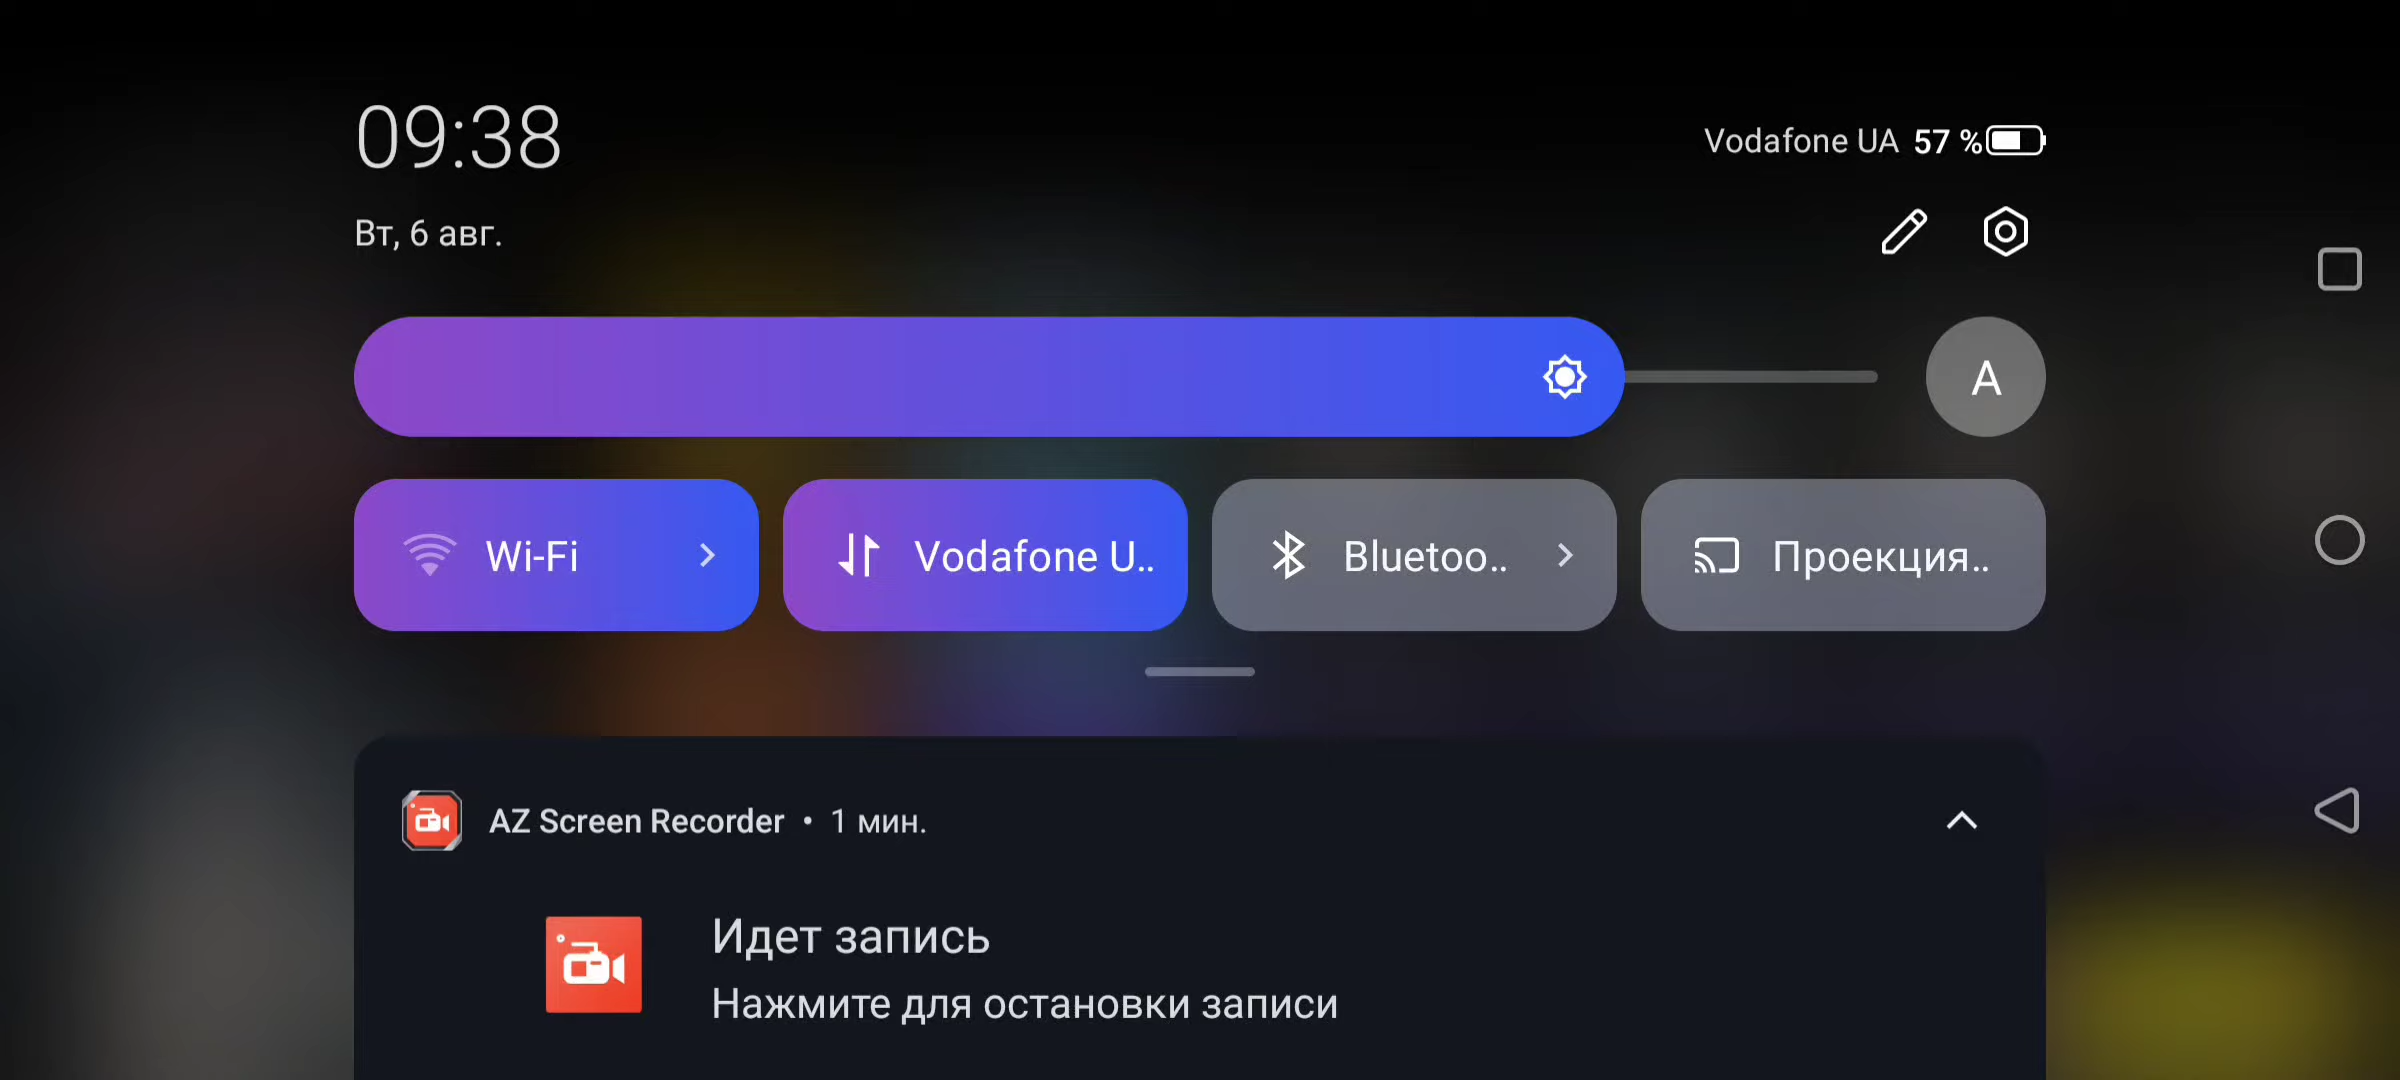 09:38
Vodafone UA 57 %
Вт, 6 авг.
A
Wi-Fi
Vodafone U..
Bluetoo..
Проекция..
AZ Screen Recorder • 1 мин.
Идет запись
Нажмите для остановки записи